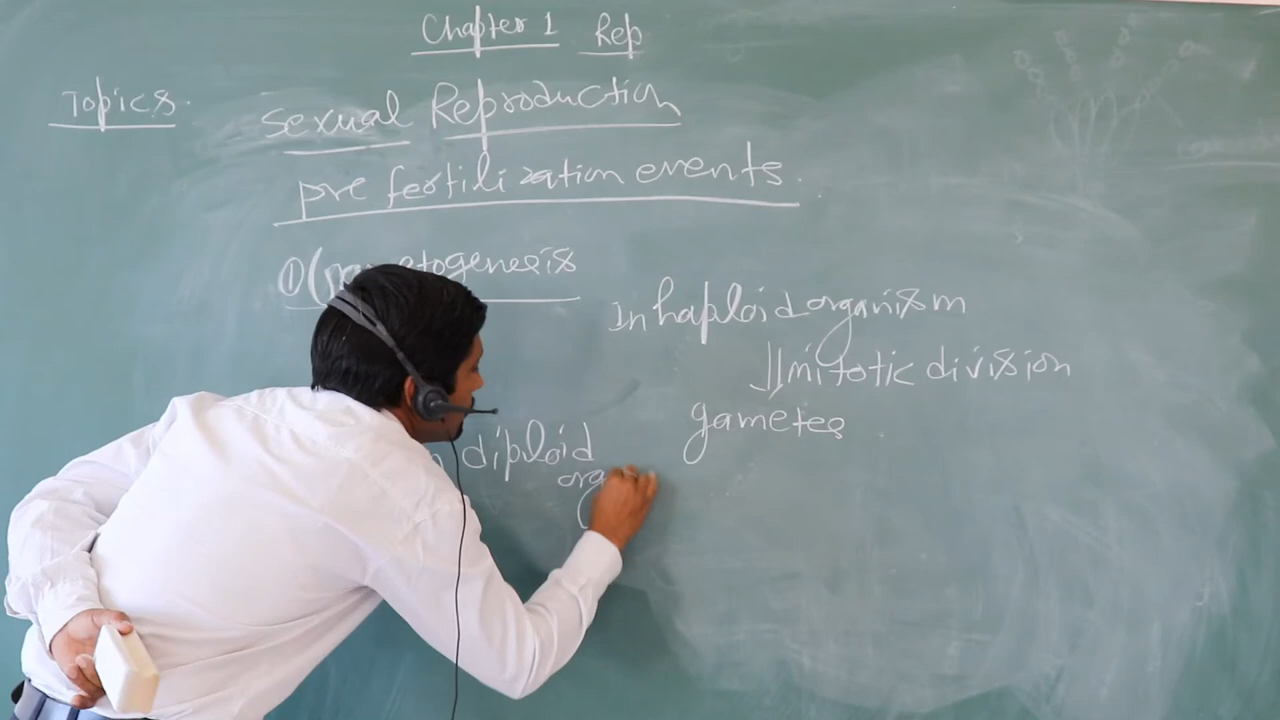 Chapter 1 Rep
Topics.
Sexual Reproduction
pre fertilization events.
In haploid organism
mitotic division
gametes
diploid